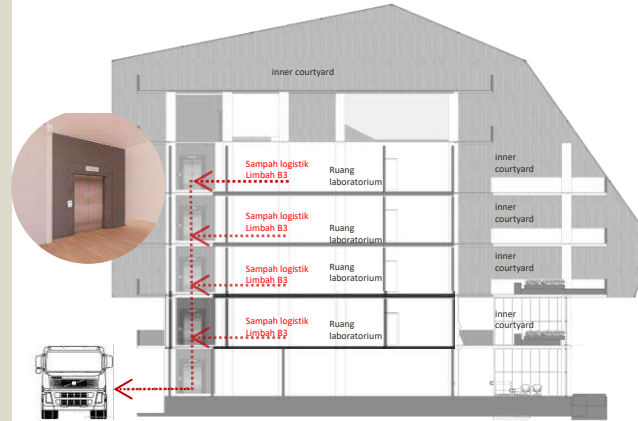 inner courtyard
Sampah logistik
Limbah B3
Ruang
laboratorium
inner
courtyard
Sampah logistik
Limbah B3
Ruang
laboratorium
inner
courtyard
Sampah logistik
Limbah B3
Ruang
laboratorium
inner
courtyard
Sampah logistik
Limbah B3
Ruang
laboratorium
inner
courtyard